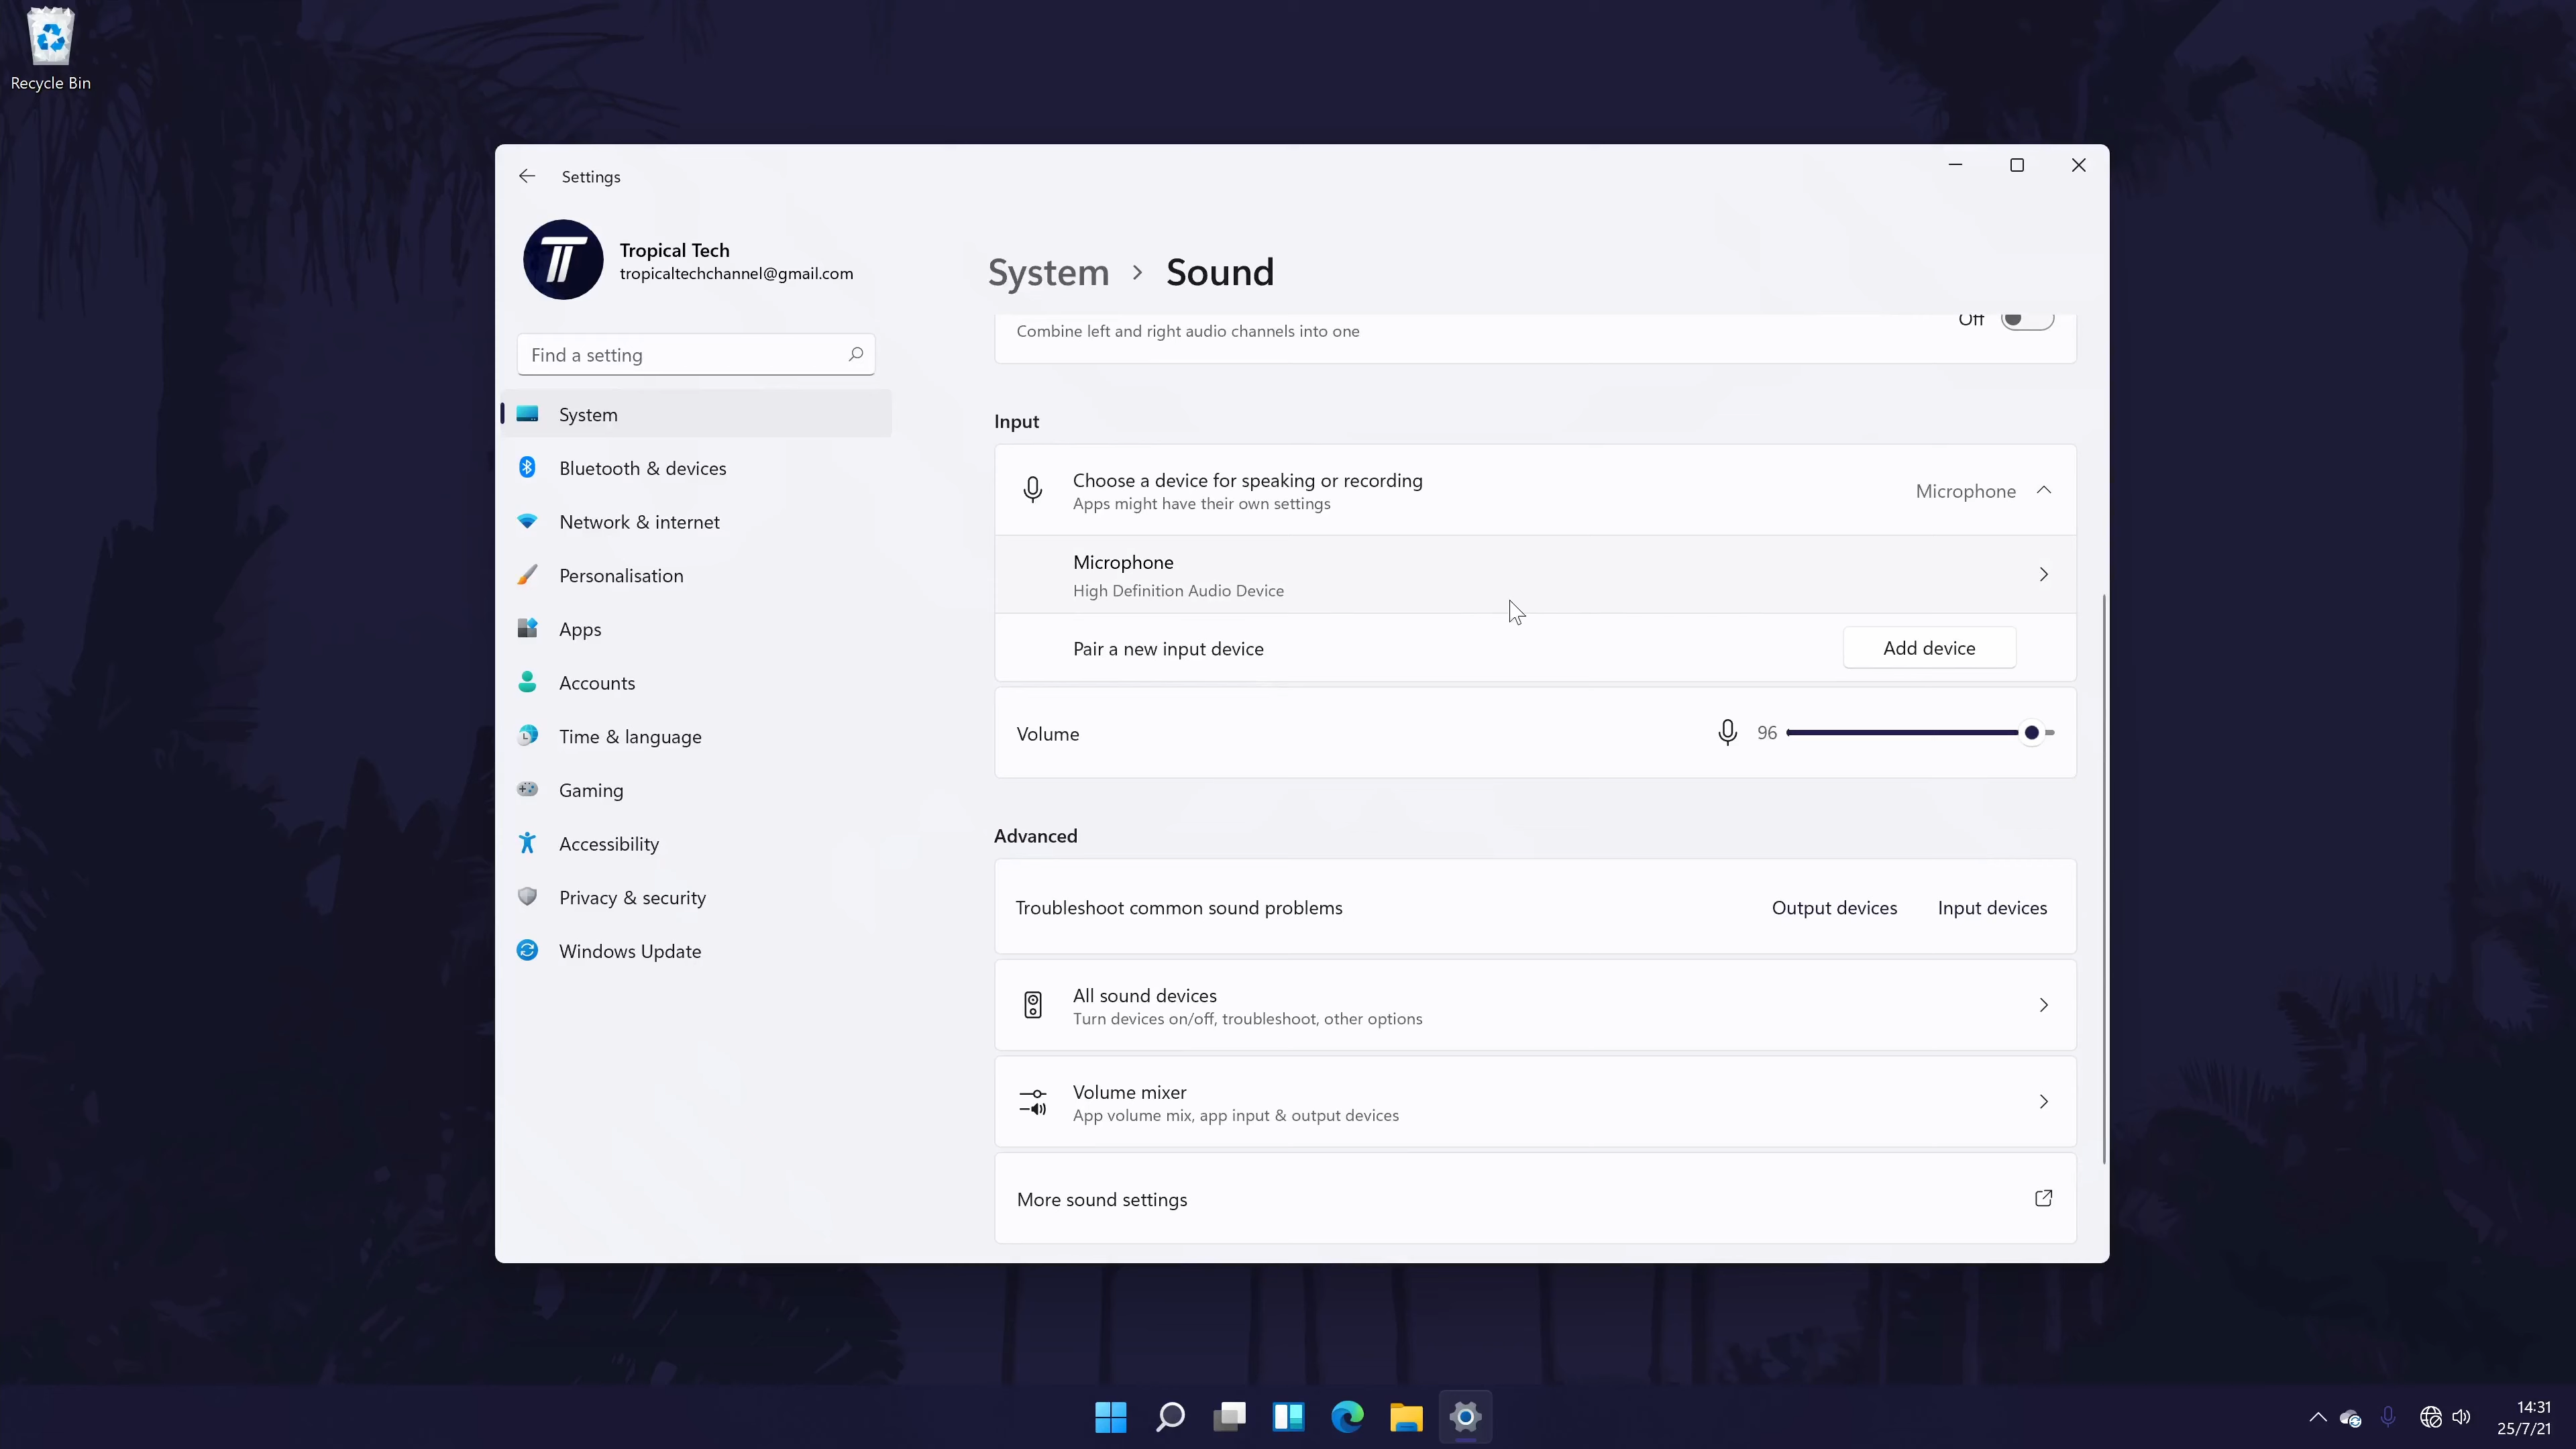 Recycle Bin
Settings
Tropical Tech
tropicaltechchannel@gmail.com
Find a setting
System
Bluetooth & devices
Network & internet
Personalisation
Apps
Accounts
Time & language
Gaming
Accessibility
Privacy & security
Windows Update
System > Sound
Combine left and right audio channels into one
Off
Input
Choose a device for speaking or recording
Apps might have their own settings
Microphone
Microphone
High Definition Audio Device
Pair a new input device
Add device
Volume
96
Advanced
Troubleshoot common sound problems
Output devices
Input devices
All sound devices
Turn devices on/off, troubleshoot, other options
Volume mixer
App volume mix, app input & output devices
More sound settings
14:31
25/7/21